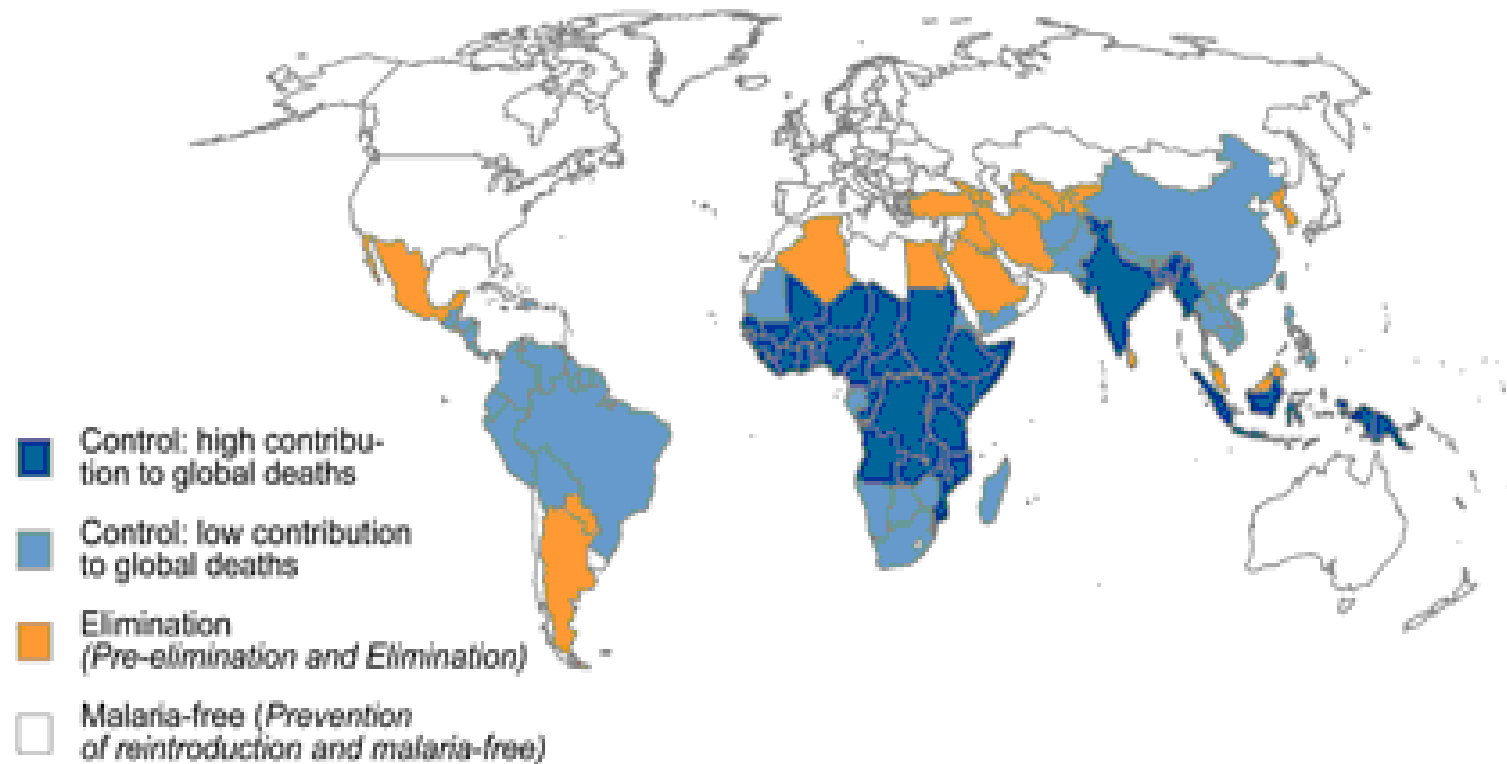 Control: high contribu-
tion to global deaths
Control: low contribution
to global deaths
Elimination
(Pre-elimination and Elimination)
Malaria-free (Prevention
of reintroduction and malaria-free)